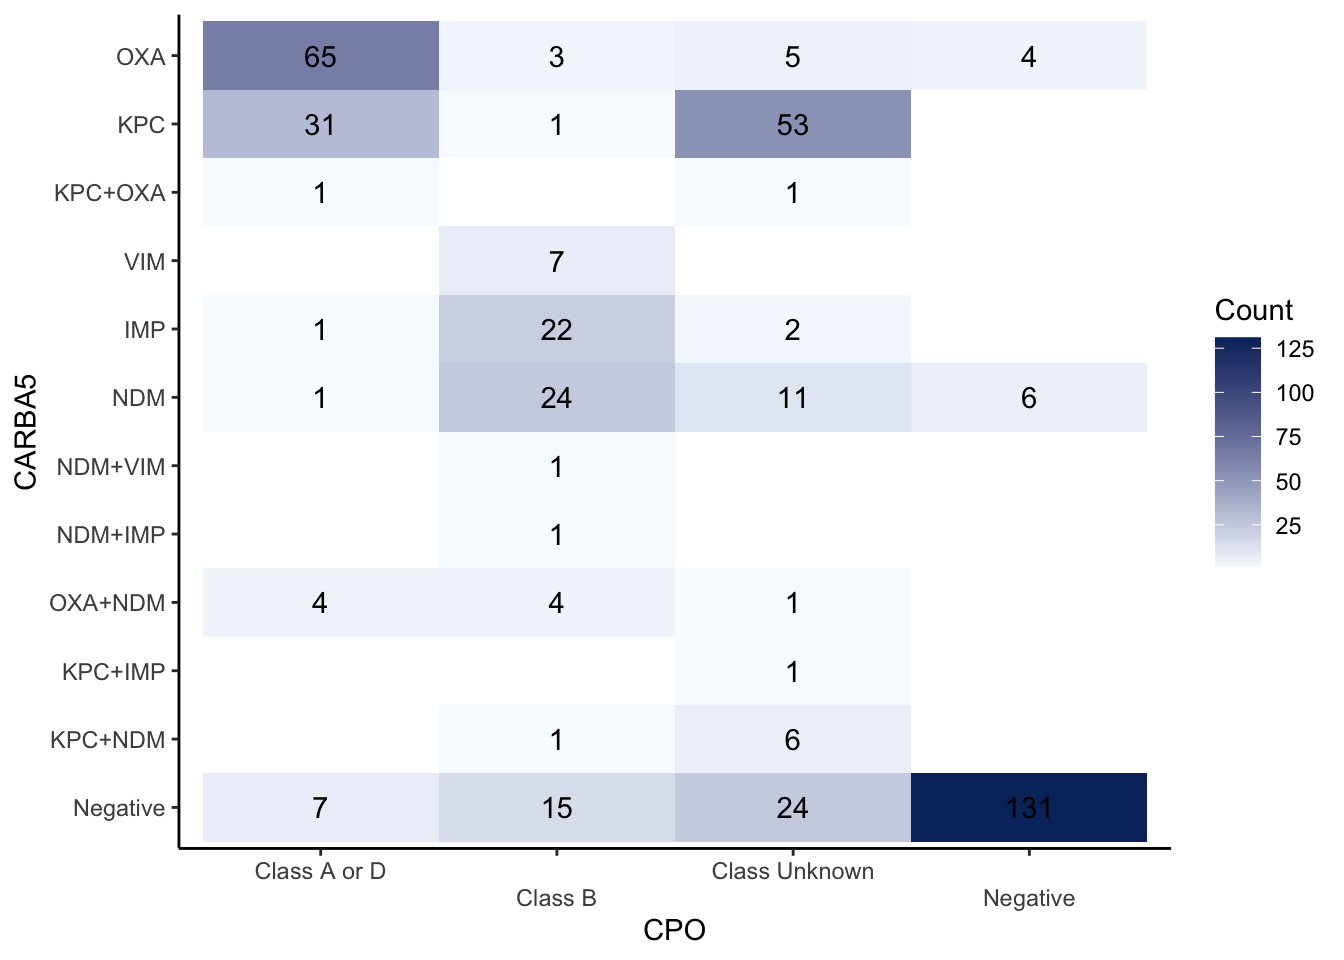 OXA 65 3 5 4
KPC 31 1 53
KPC+OXA 1 1
VIM 7
IMP 1 22 2
NDM 1 24 11 6
NDM+VIM 1
NDM+IMP 1
OXA+NDM 4 4 1
KPC+IMP 1
KPC+NDM 1 6
Negative 7 15 24 131
Class A or D Class Unknown
Class B Negative
CPO
CARBA5
Count
125
100
75
50
25